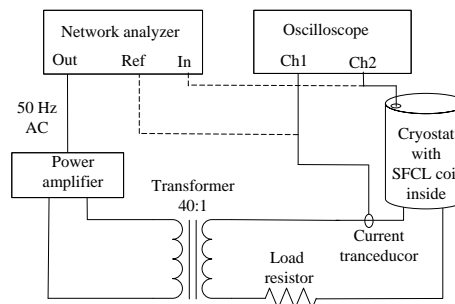 Network analyzer
Out
Ref
In
Oscilloscope
Ch1
Ch2
50 Hz
AC
Power
amplifier
Transformer
40:1
Cryostat
with
SFCL coil
inside
Current
tranceducor
Load
resistor